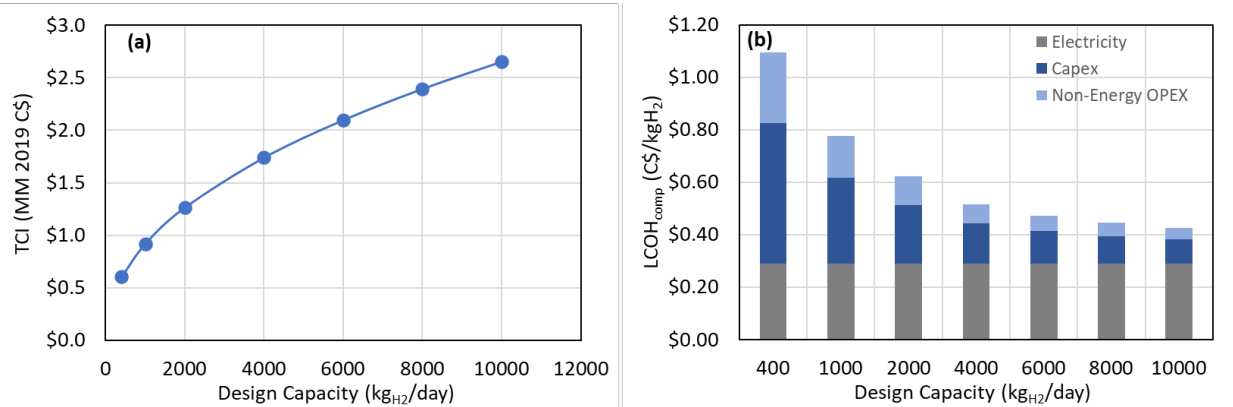 (a)
TCI (MM 2019 C$)
$3.0
$2.5
$2.0
$1.5
$1.0
$0.5
$0.0
0 2000 4000 6000 8000 10000 12000
Design Capacity (kgH2/day)
(b)
LCOHcomp (C$/kgH2)
$1.20
$1.00
$0.80
$0.60
$0.40
$0.20
$0.00
Electricity
Capex
Non-Energy OPEX
400 1000 2000 4000 6000 8000 10000
Design Capacity (kgH2/day)